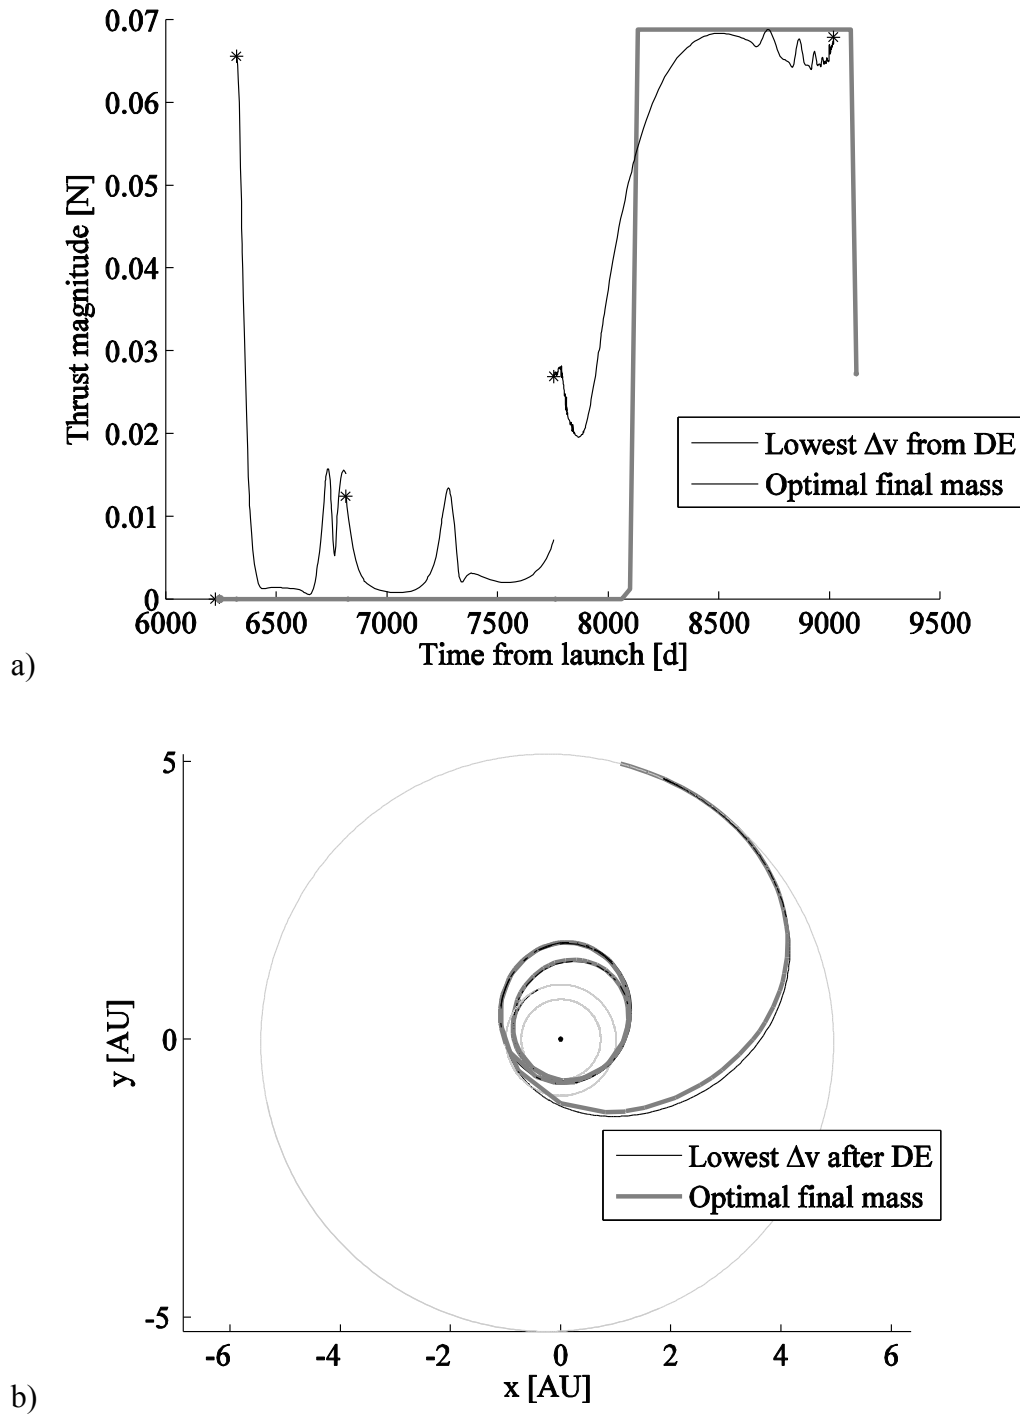 0.07
0.06
0.05
0.04
0.03
0.02
0.01
0
Thrust magnitude [N]
Lowest Δv from DE
Optimal final mass
6000 6500 7000 7500 8000 8500 9000 9500
Time from launch [d]
a)
5
0
-5
y [AU]
Lowest Δv after DE
Optimal final mass
-6 -4 -2 0 2 4 6
x [AU]
b)